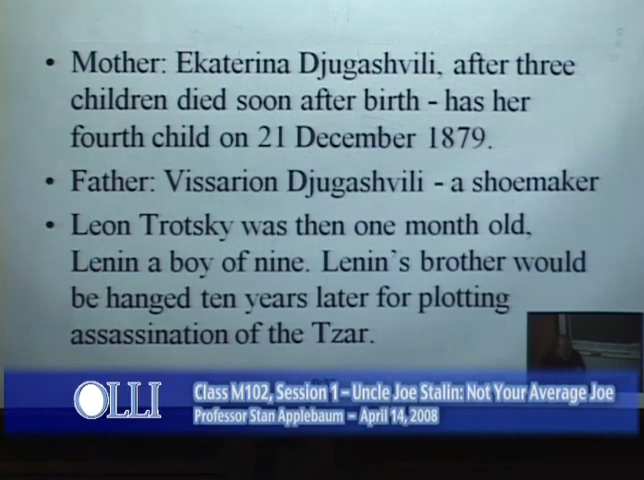 • Mother: Ekaterina Djugashvili, after three
children died soon after birth - has her
fourth child on 21 December 1879.
• Father: Vissarion Djugashvili - a shoemaker
• Leon Trotsky was then one month old,
Lenin a boy of nine. Lenin`s brother would
be hanged ten years later for plotting
assassination of the Tzar.
OLLI
Class M102, Session 1 – Uncle Joe Stalin: Not Your Average Joe
Professor Stan Applebaum – April 14, 2008